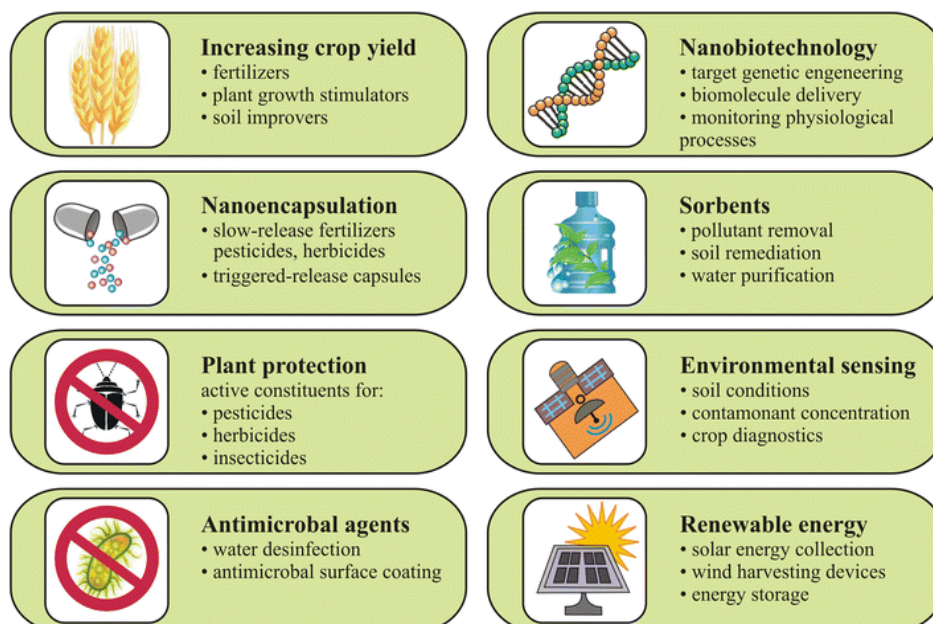 Increasing crop yield
• fertilizers
• plant growth stimulators
• soil improvers
Nanobiotechnology
• target genetic engeneering
• biomolecule delivery
• monitoring physiological
processes
Nanoencapsulation
• slow-release fertilizers
pesticides, herbicides
• triggered-release capsules
Sorbents
• pollutant removal
• soil remediation
• water purification
Plant protection
active constituents for:
• pesticides
• herbicides
• insecticides
Environmental sensing
• soil conditions
• contamonant concentration
• crop diagnostics
Antimicrobial agents
• water desinfection
• antimicrobial surface coating
Renewable energy
• solar energy collection
• wind harvesting devices
• energy storage